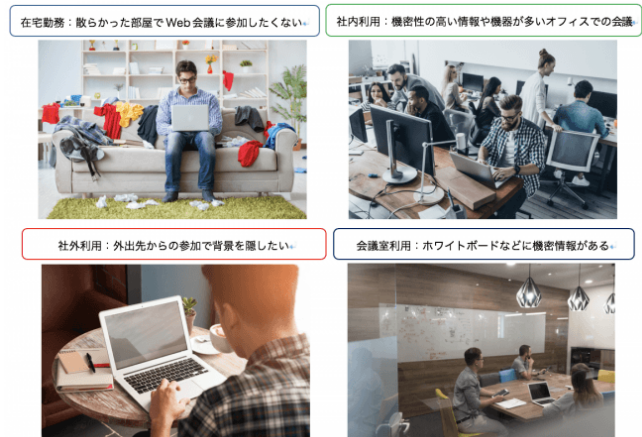 在宅勤務：散らかった部屋でWeb会議に参加したくない↵
社内利用：機密性の高い情報や機器が多いオフィスでの会議
社外利用：外出先からの参加で背景を隠したい↵
会議室利用：ホワイトボードなどに機密情報がある↵